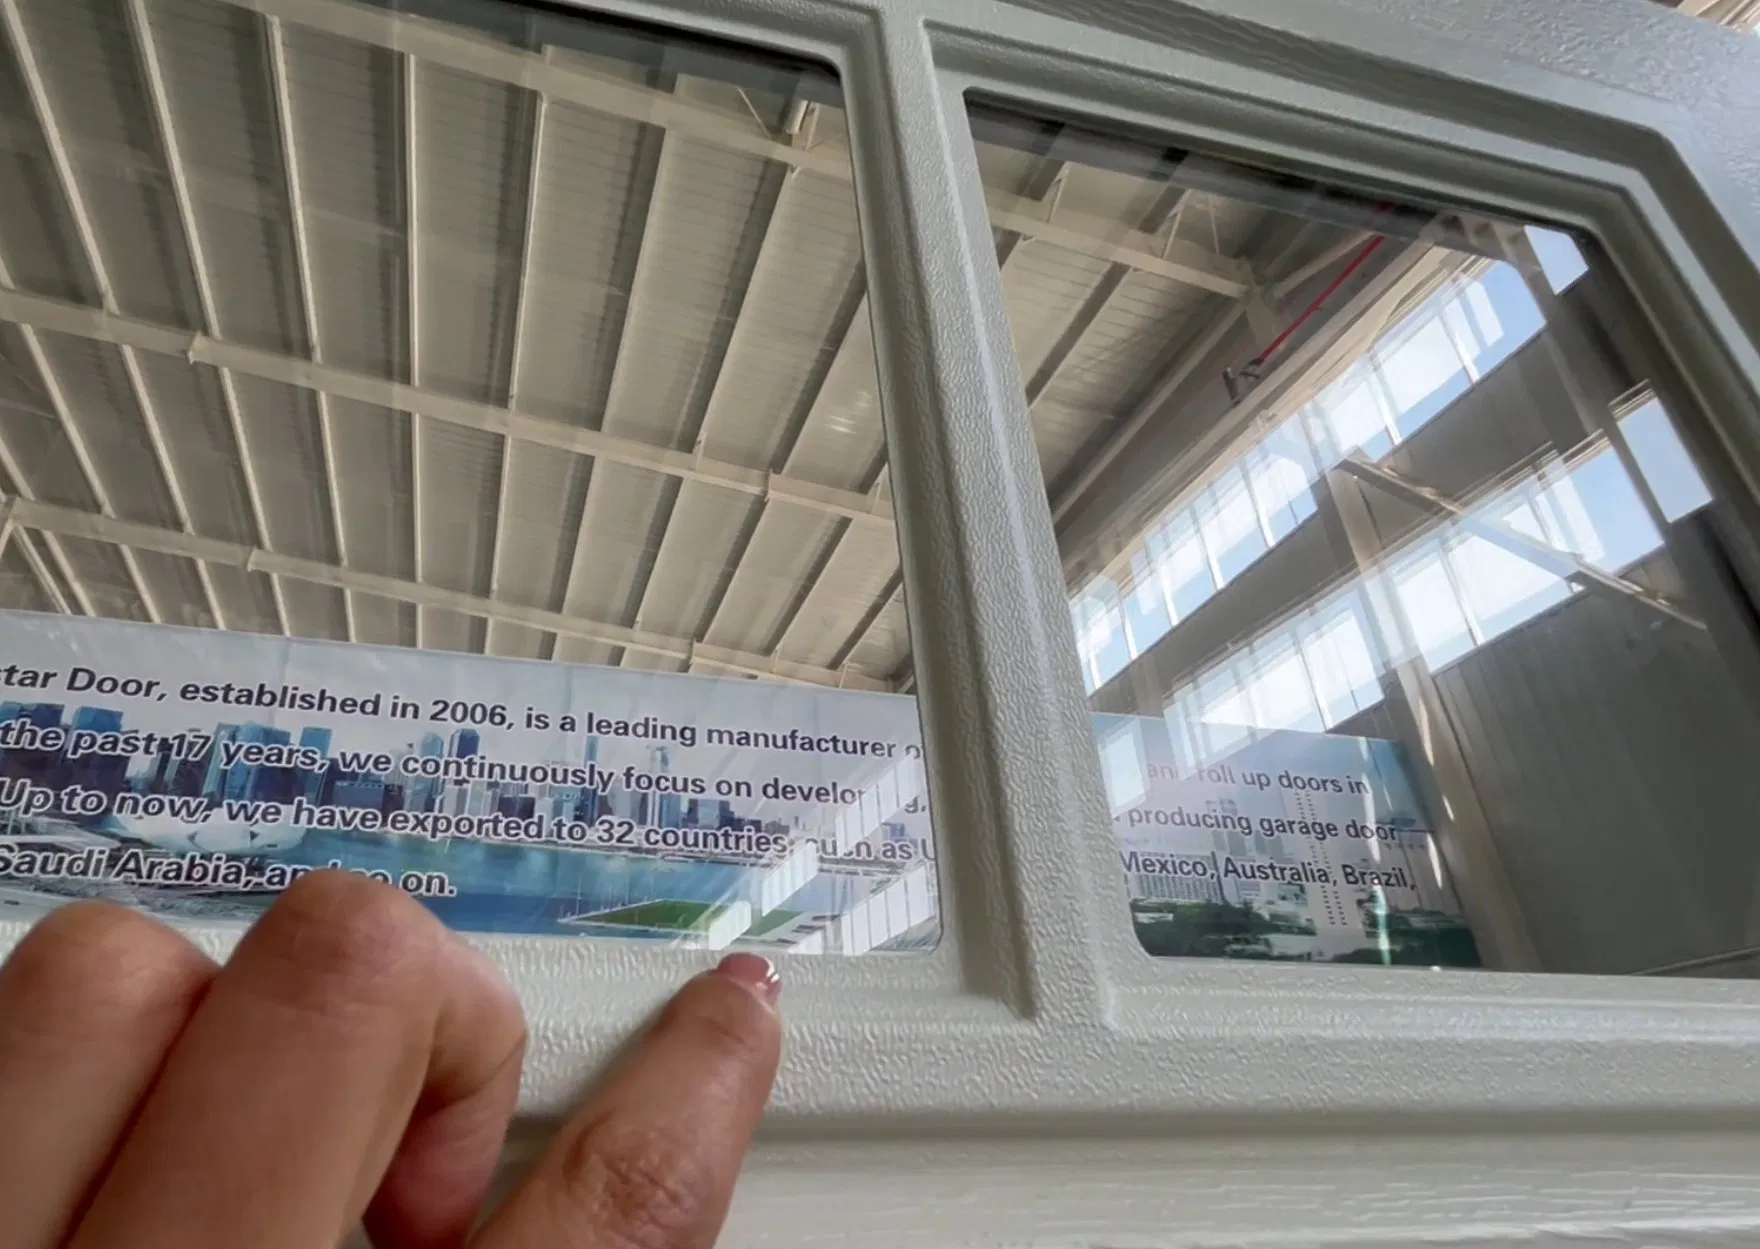 tar Door, established in 2006, is a leading manufacturer and roll up doors in
the past 17 years, we continuously focus on producing garage door
Up to now, we have exported to 32 countries, such as Mexico, Australia, Brazil,
Saudi Arabia, and so on.